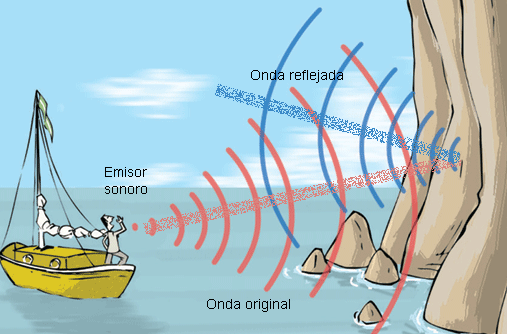 Onda reflejada
Emisor
sonoro
Onda original